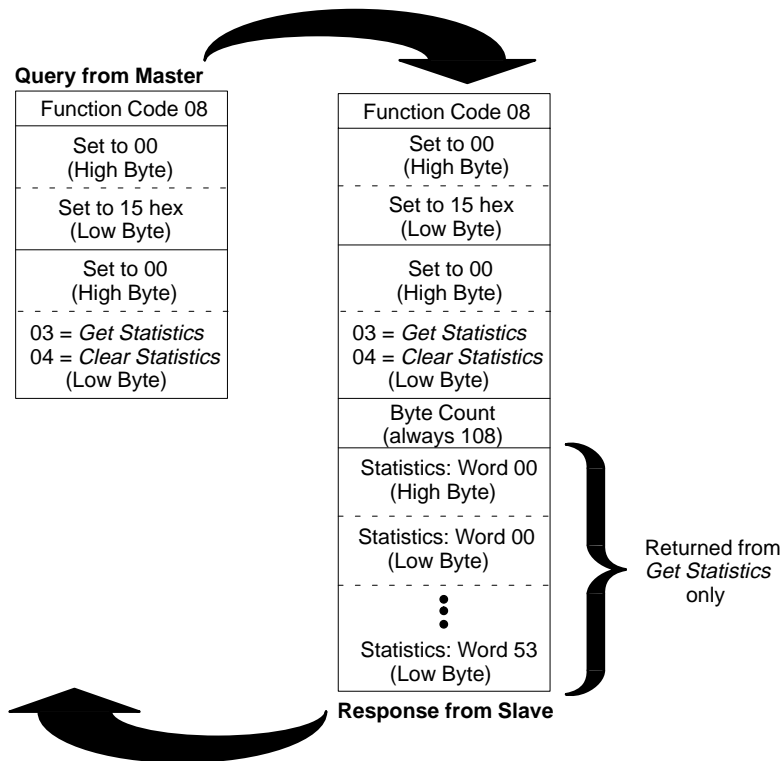 Query from Master
Function Code 08
Set to 00
(High Byte)
Set to 15 hex
(Low Byte)
Set to 00
(High Byte)
03 = Get Statistics
04 = Clear Statistics
(Low Byte)
Function Code 08
Set to 00
(High Byte)
Set to 15 hex
(Low Byte)
Set to 00
(High Byte)
03 = Get Statistics
04 = Clear Statistics
(Low Byte)
Byte Count
(always 108)
Statistics: Word 00
(High Byte)
Statistics: Word 00
(Low Byte)
Statistics: Word 53
(Low Byte)
Response from Slave
Returned from
Get Statistics
only